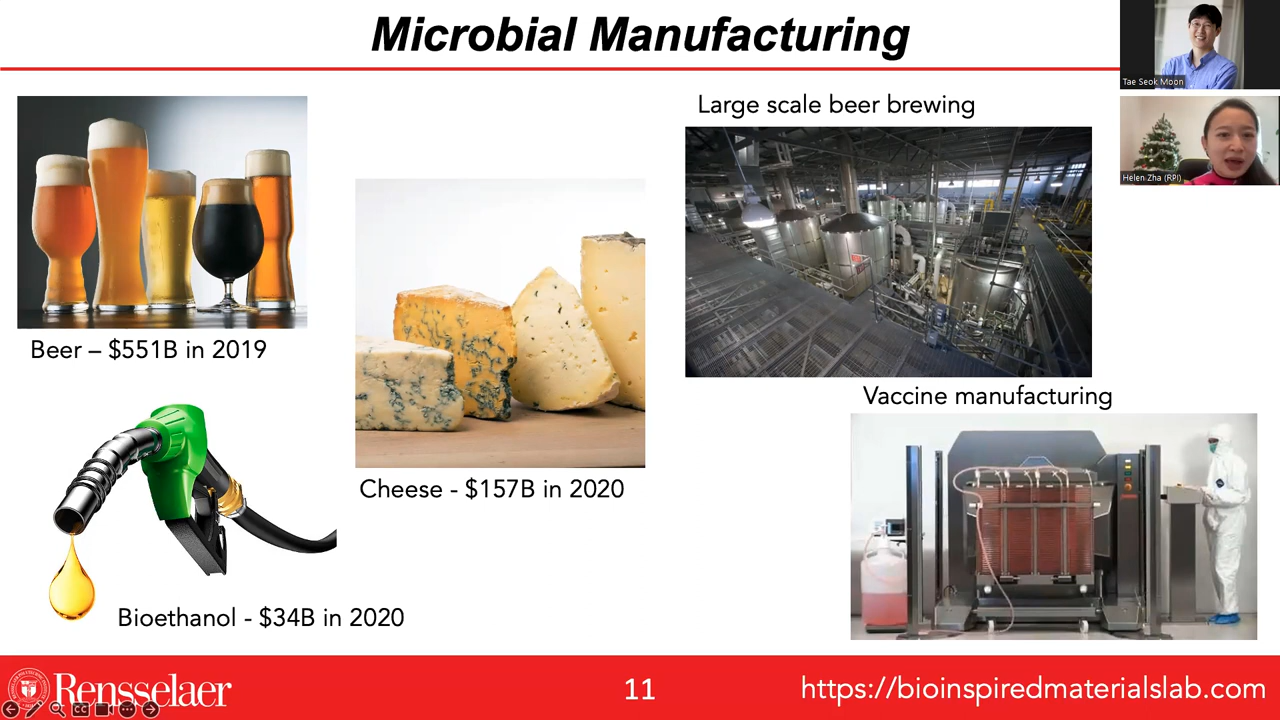 Microbial Manufacturing
Tae Seok Moon
Helen Zha (RPI)
Large scale beer brewing
Beer – $551B in 2019
Vaccine manufacturing
Cheese - $157B in 2020
Bioethanol - $34B in 2020
Rensselaer
11
https://bioinspiredmaterialslab.com
CC